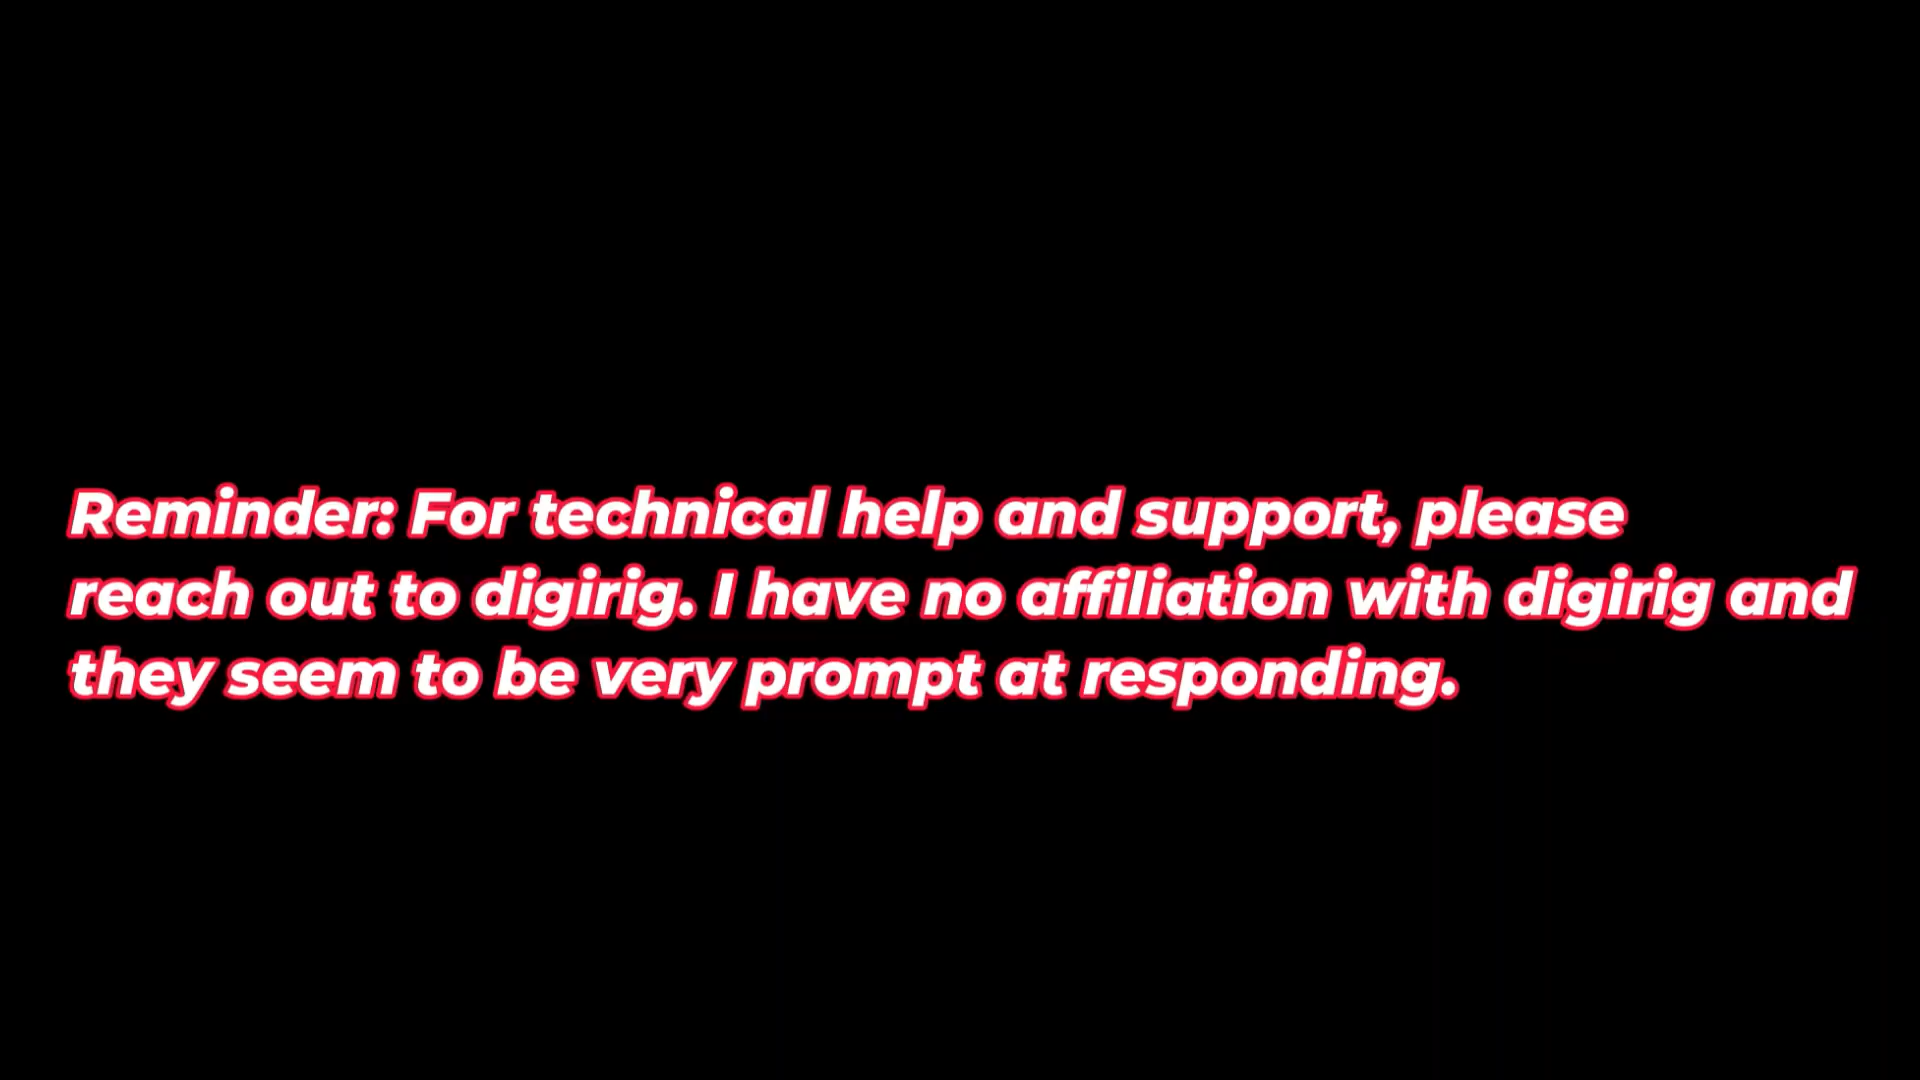 Reminder: For technical help and support, please
reach out to digirig. I have no affiliation with digirig and
they seem to be very prompt at responding.